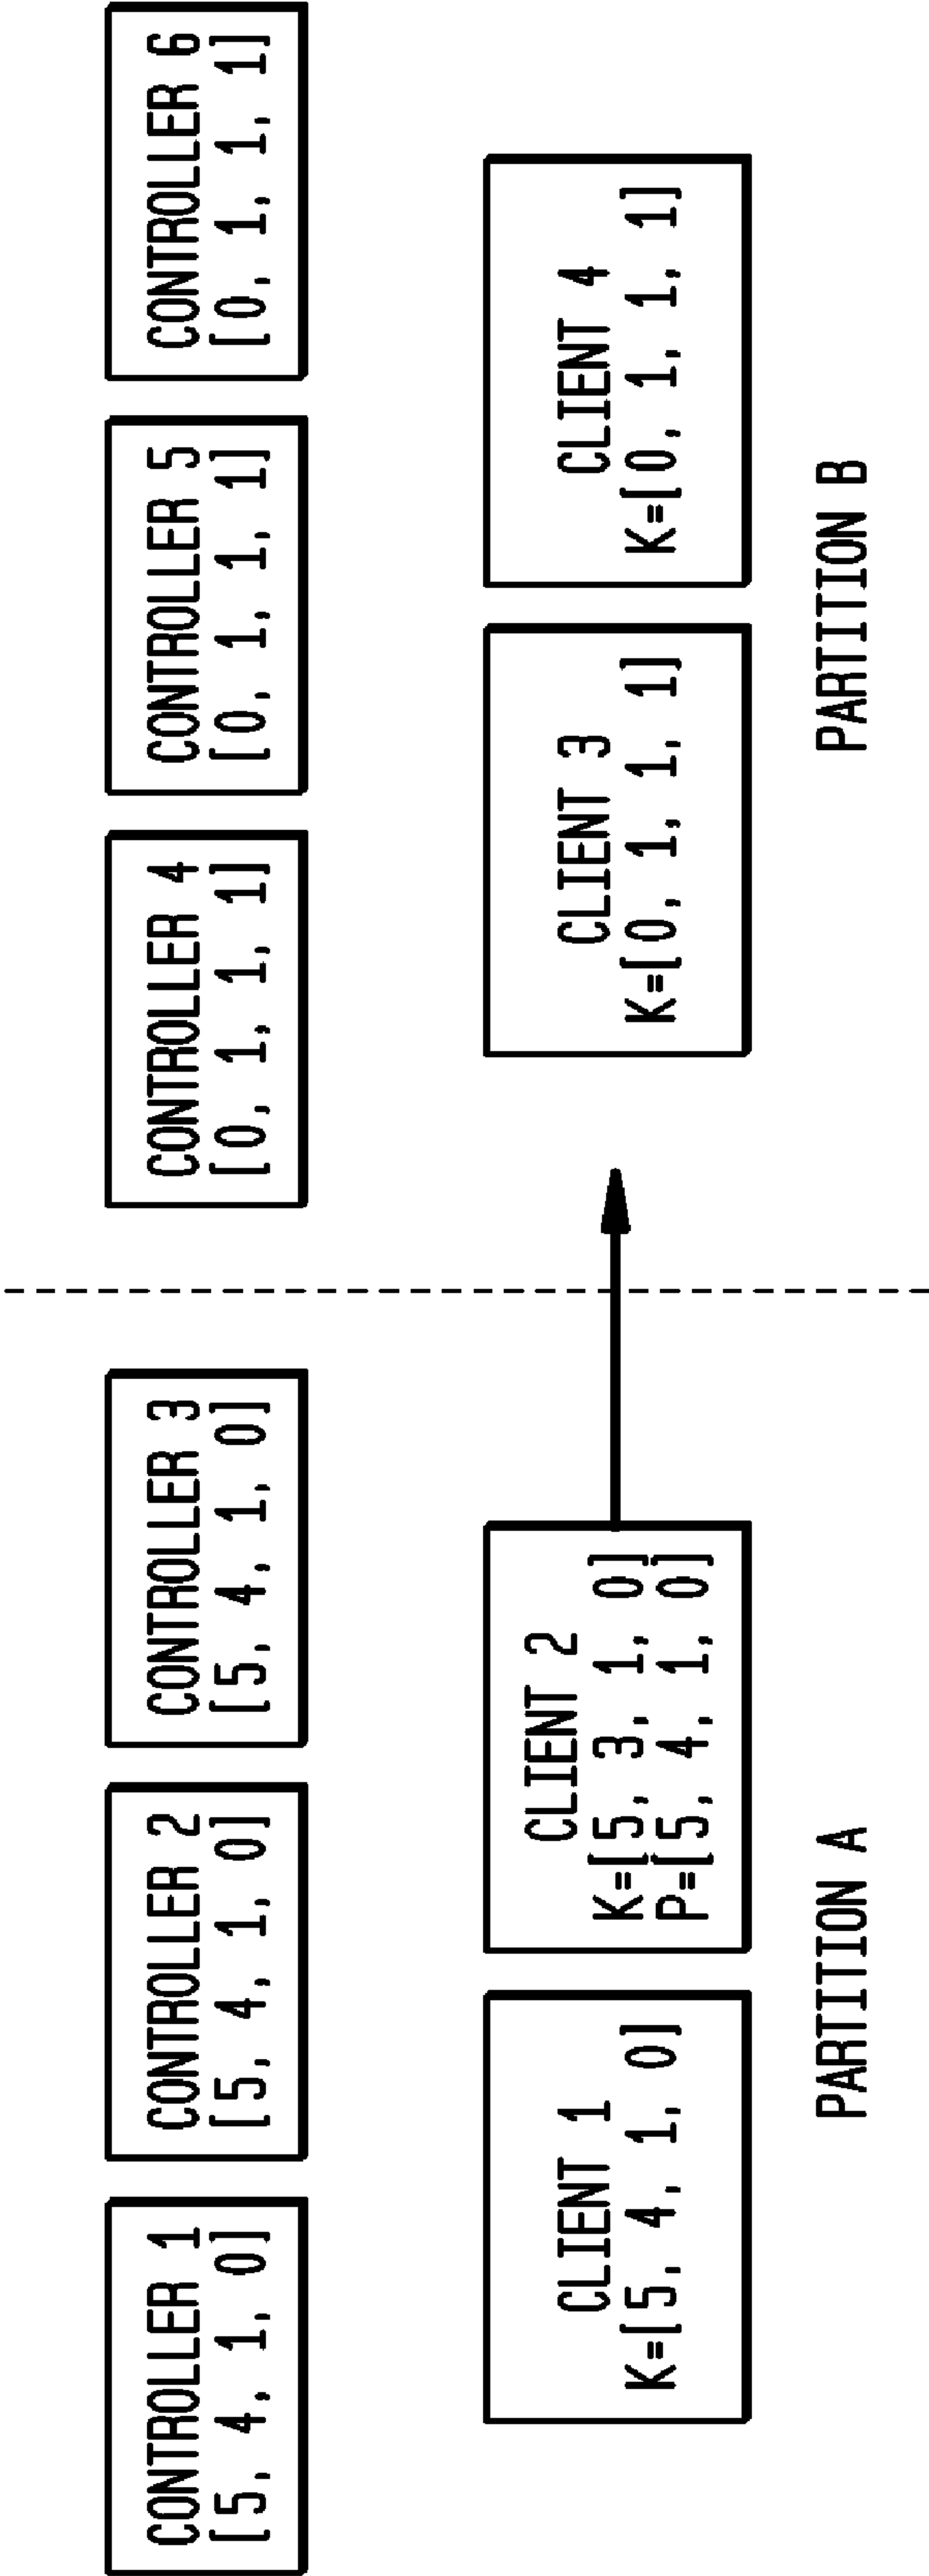 CONTROLLER 1
[5, 4, 1, 0]
CONTROLLER 2
[5, 4, 1, 0]
CONTROLLER 3
[5, 4, 1, 0]
CONTROLLER 4
[0, 1, 1, 1]
CONTROLLER 5
[0, 1, 1, 1]
CONTROLLER 6
[0, 1, 1, 1]
CLIENT 1
K=[5, 4, 1, 0]
CLIENT 2
K=[5, 3, 1, 0]
P=[5, 4, 1, 0]
CLIENT 3
K=[0, 1, 1, 1]
CLIENT 4
K=[0, 1, 1, 1]
PARTITION A
PARTITION B